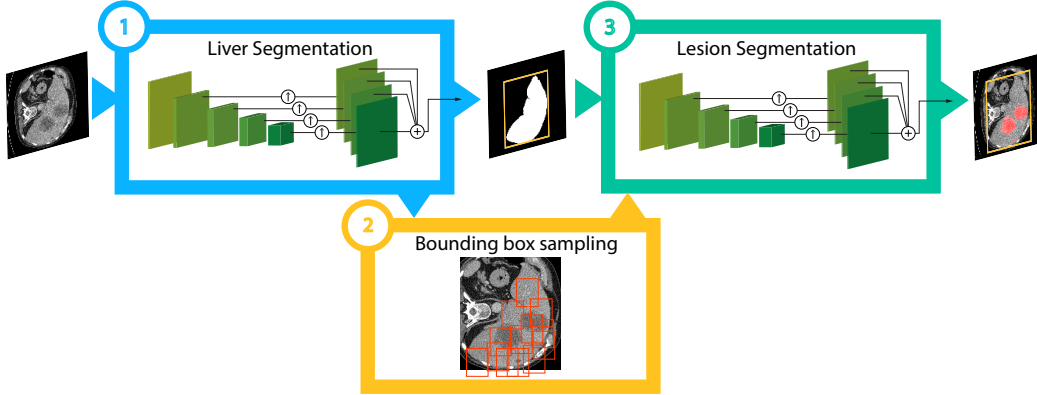 1
Liver Segmentation
3
Lesion Segmentation
2
Bounding box sampling